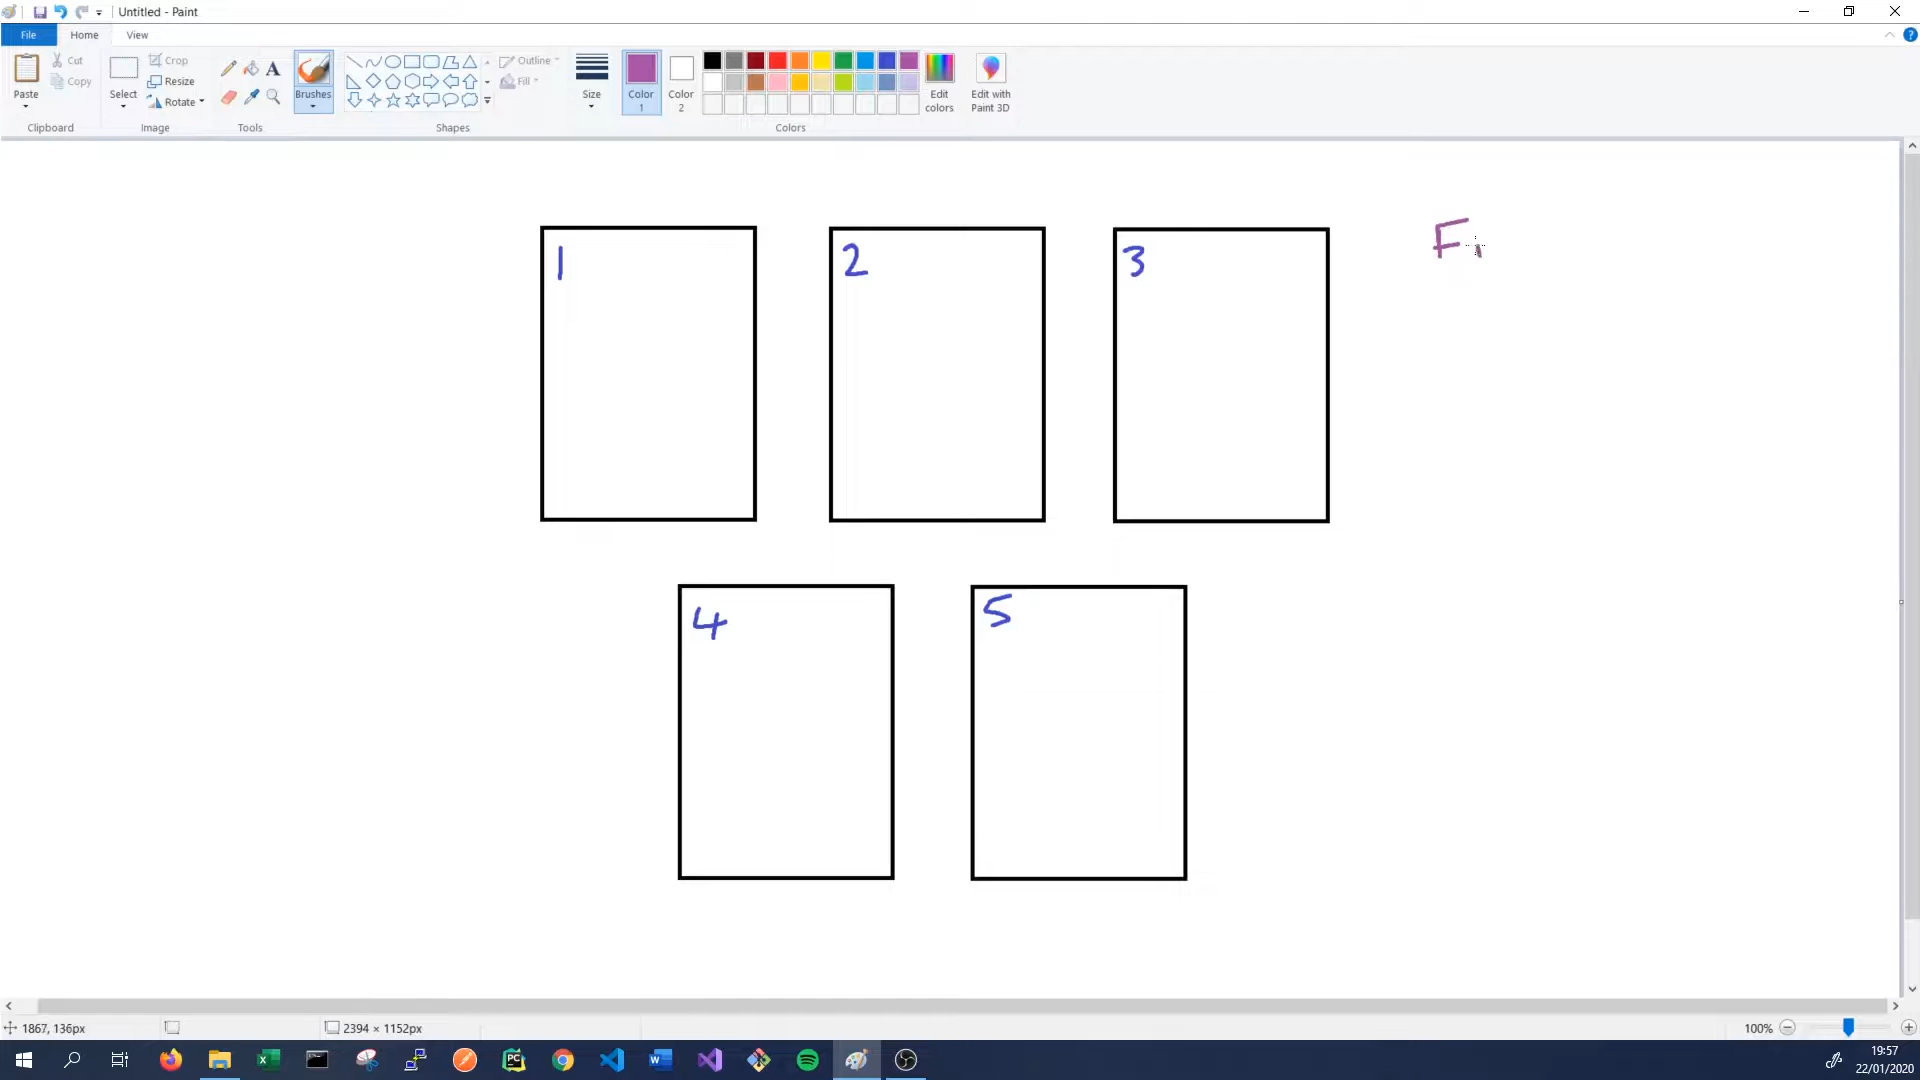 Untitled - Paint
File Home View
Paste Cut Copy Clipboard
Select Crop Resize Rotate Image
Tools
Brushes
Shapes
Outline Fill
Size
Color 1
Color 2
Edit colors
Edit with Paint 3D
Colors
1 2 3 Fi
4 5
1867, 136px 2394 × 1152px 100%
19:57
22/01/2020